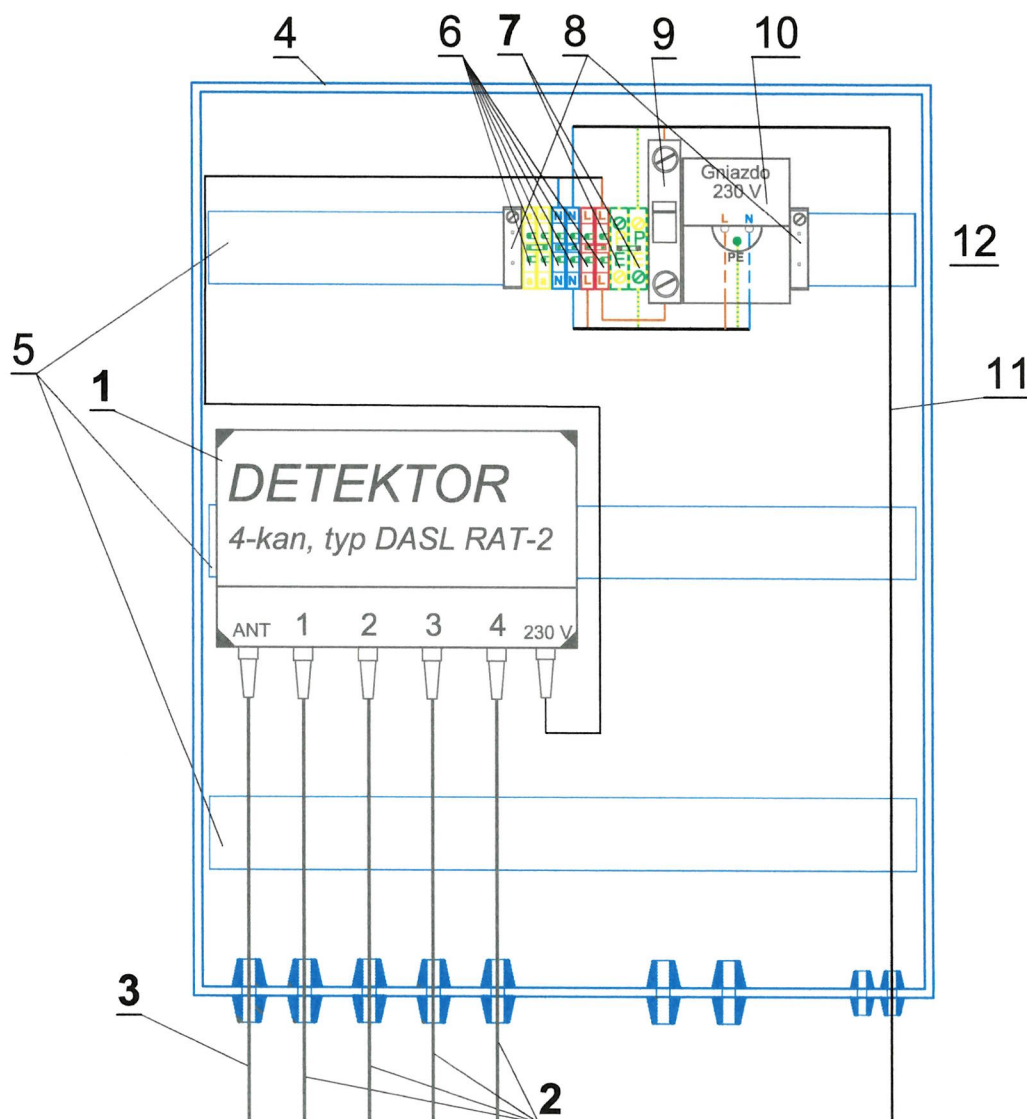 4 6 7 8 9 10
Gniazdo
230 V
L N
PE
N N L L
P
E E
N N L L
12
5
1
11
DETEKTOR
4-kan, typ DASL RAT-2
ANT 1 2 3 4 230 V
3
2